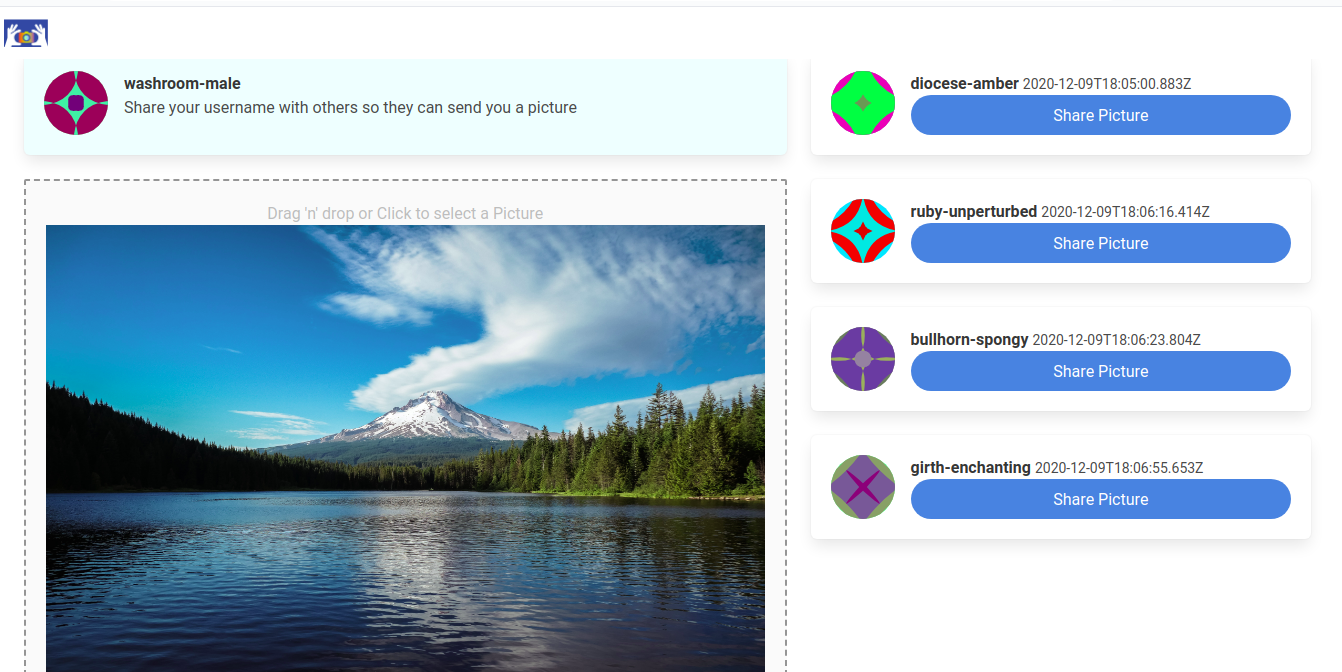 washroom-male
Share your username with others so they can send you a picture
Drag 'n' drop or Click to select a Picture
diocese-amber 2020-12-09T18:05:00.883Z
Share Picture
ruby-unperturbed 2020-12-09T18:06:16.414Z
Share Picture
bullhorn-spongy 2020-12-09T18:06:23.804Z
Share Picture
girth-enchanting 2020-12-09T18:06:55.653Z
Share Picture